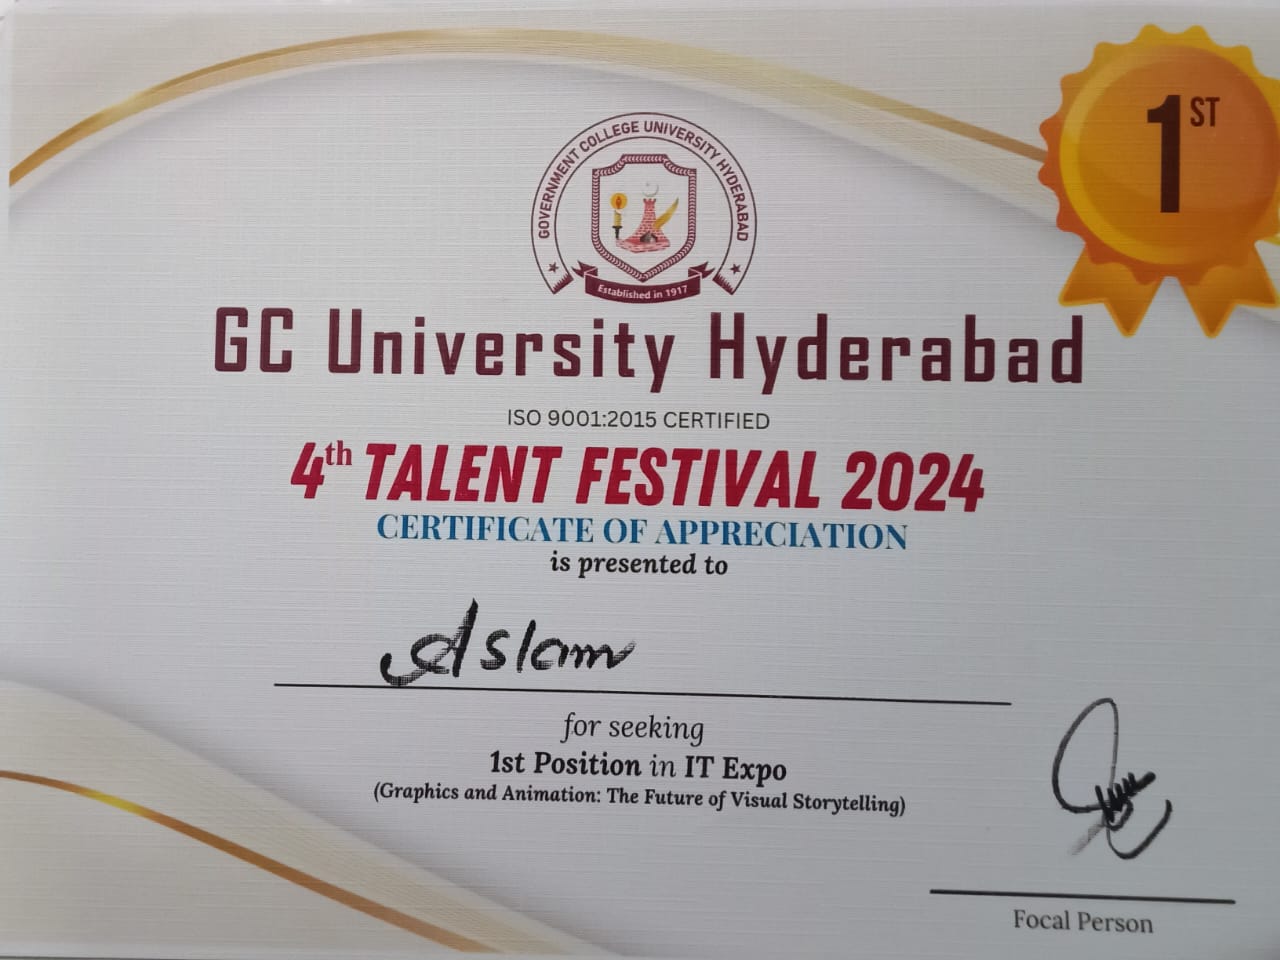 1ST
GOVERNMENT COLLEGE UNIVERSITY HYDERABAD
Established in 1917
GC University Hyderabad
ISO 9001:2015 CERTIFIED
4th TALENT FESTIVAL 2024
CERTIFICATE OF APPRECIATION
is presented to
Aslam
for seeking
1st Position in IT Expo
(Graphics and Animation: The Future of Visual Storytelling)
Focal Person